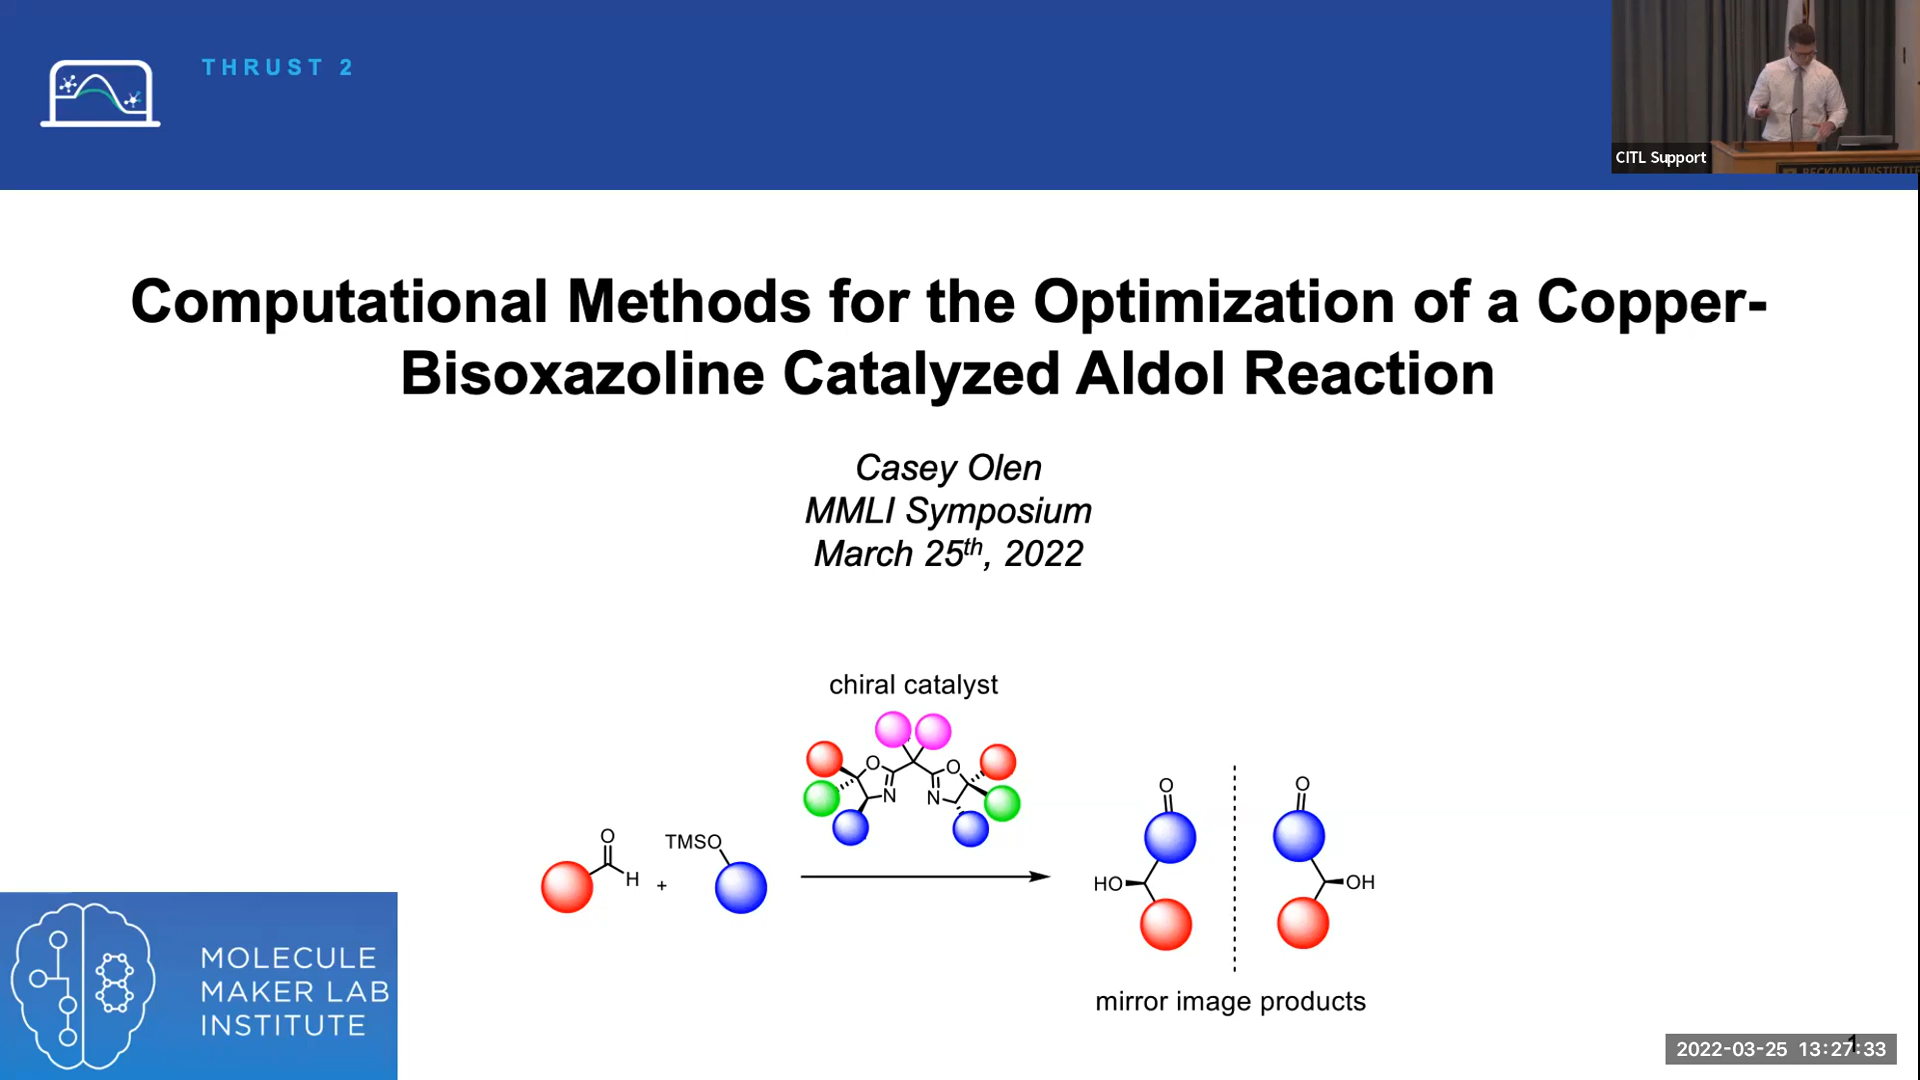 THRUST 2
CITL Support
BECKMAN INSTITUTE
Computational Methods for the Optimization of a Copper-
Bisoxazoline Catalyzed Aldol Reaction
Casey Olen
MMLI Symposium
March 25th, 2022
chiral catalyst
O
O
N
N
O
H
+
TMSO
O
HO
O
OH
mirror image products
MOLECULE
MAKER LAB
INSTITUTE
1
2022-03-25 13:27:33